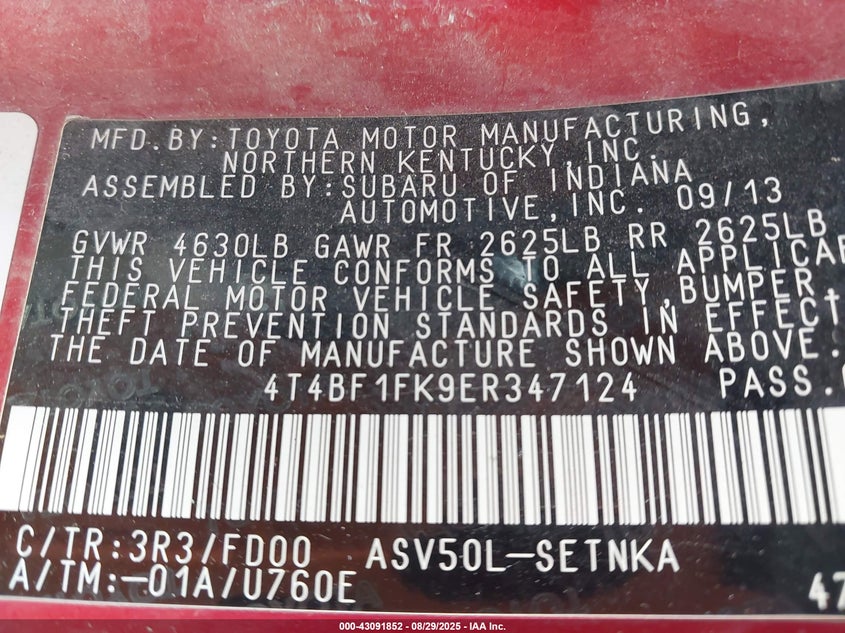 MFD.BY:TOYOTA MOTOR MANUFACTURING,
NORTHERN KENTUCKY,INC.
ASSEMBLED BY:SUBARU OF INDIANA
AUTOMOTIVE,INC. 09/13
GVWR 4630LB GAWR FR 2625LB RR 2625LB
THIS VEHICLE CONFORMS TO ALL APPLICAB
FEDERAL MOTOR VEHICLE SAFETY,BUMPER,
THEFT PREVENTION STANDARDS IN EFFECT
THE DATE OF MANUFACTURE SHOWN ABOVE.
4T4BF1FK9ER347124 PASS.
C/TR:3R3/FD00 ASV50L-SETNKA
A/TM:-01A/U760E 47
000-43091852 | 08/29/2025 - IAA Inc.